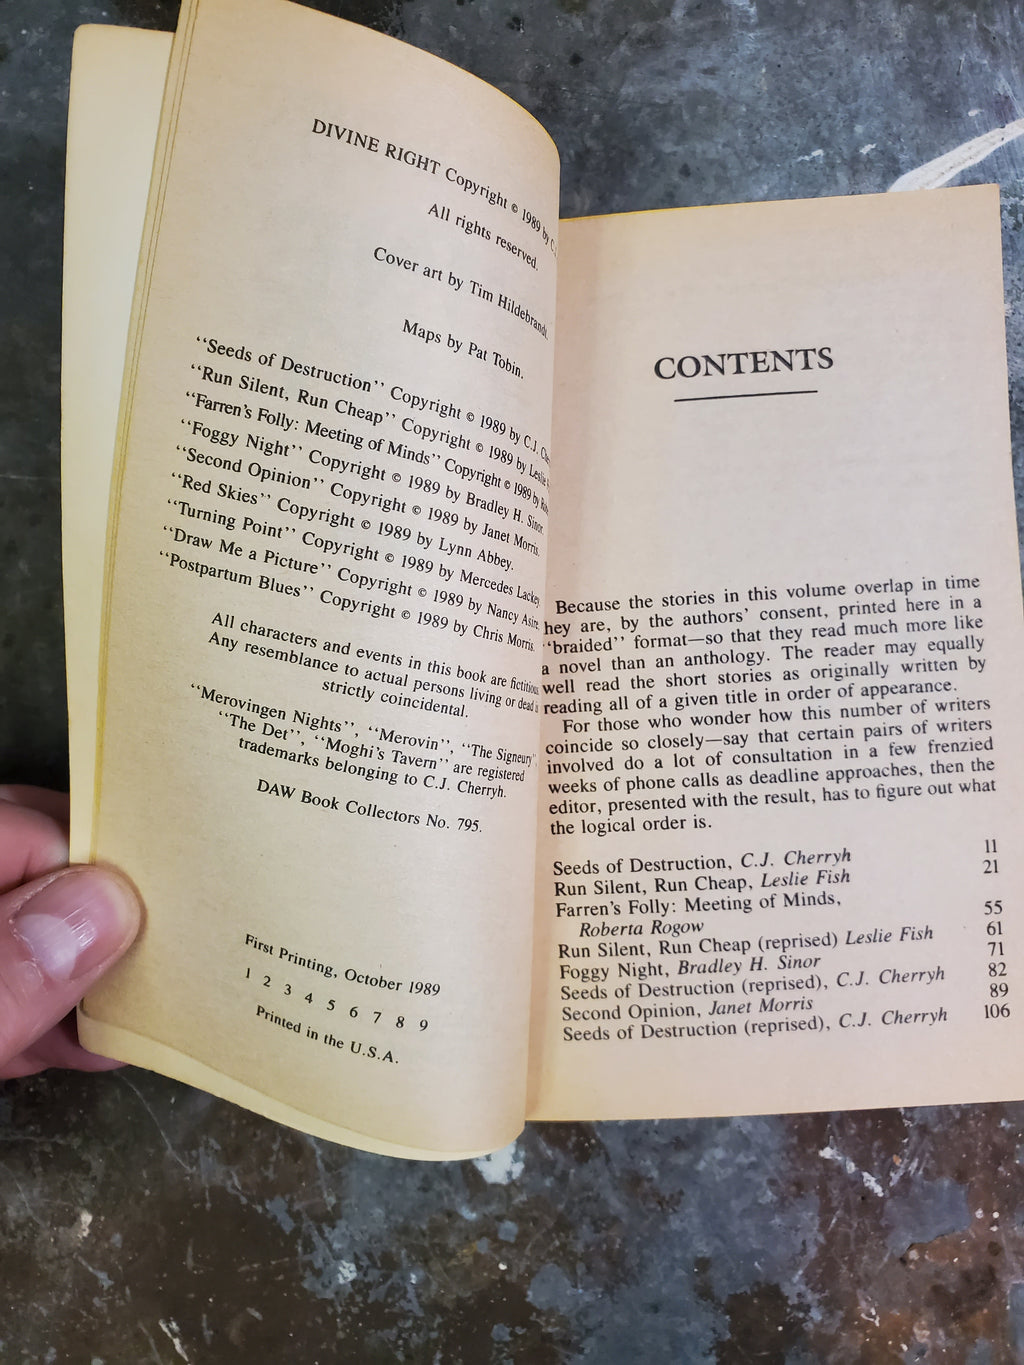 DIVINE RIGHT Copyright © 1989 by C.
All rights reserved.
Cover art by Tim Hildebrandt.
Maps by Pat Tobin.
‘‘Seeds of Destruction’’ Copyright © 1989 by C.J.
‘‘Run Silent, Run Cheap’’ Copyright © 1989 by Leslie
‘‘Farren's Folly: Meeting of Minds’’ Copyright © 1989 by
‘‘Foggy Night’’ Copyright © 1989 by Bradley H. Sinor.
‘‘Second Opinion’’ Copyright © 1989 by Janet Morris.
‘‘Red Skies’’ Copyright © 1989 by Lynn Abbey.
‘‘Turning Point’’ Copyright © 1989 by Mercedes Lackey.
‘‘Draw Me a Picture’’ Copyright © 1989 by Nancy Asire.
‘‘Postpartum Blues’’ Copyright © 1989 by Chris Morris.
All characters and events in this book are fictitious
Any resemblance to actual persons living or dead is
strictly coincidental.
‘‘Merovingen Nights’’, ‘‘Merovin’’, ‘‘The Signeury’’,
‘‘The Det’’, ‘‘Moghi's Tavern’’ are registered
trademarks belonging to C.J. Cherryh.
DAW Book Collectors No. 795.
First Printing, October 1989
1 2 3 4 5 6 7 8 9
Printed in the U.S.A.
CONTENTS
Because the stories in this volume overlap in time
hey are, by the authors' consent, printed here in a
‘‘braided’’ format—so that they read much more like
a novel than an anthology. The reader may equally
well read the short stories as originally written by
reading all of a given title in order of appearance.
For those who wonder how this number of writers
coincide so closely—say that certain pairs of writers
involved do a lot of consultation in a few frenzied
weeks of phone calls as deadline approaches, then the
editor, presented with the result, has to figure out what
the logical order is.
Seeds of Destruction, C.J. Cherryh 11
Run Silent, Run Cheap, Leslie Fish 21
Farren's Folly: Meeting of Minds,
Roberta Rogow 55
Run Silent, Run Cheap (reprised) Leslie Fish 61
Foggy Night, Bradley H. Sinor 71
Seeds of Destruction (reprised), C.J. Cherryh 82
Second Opinion, Janet Morris 89
Seeds of Destruction (reprised), C.J. Cherryh 106